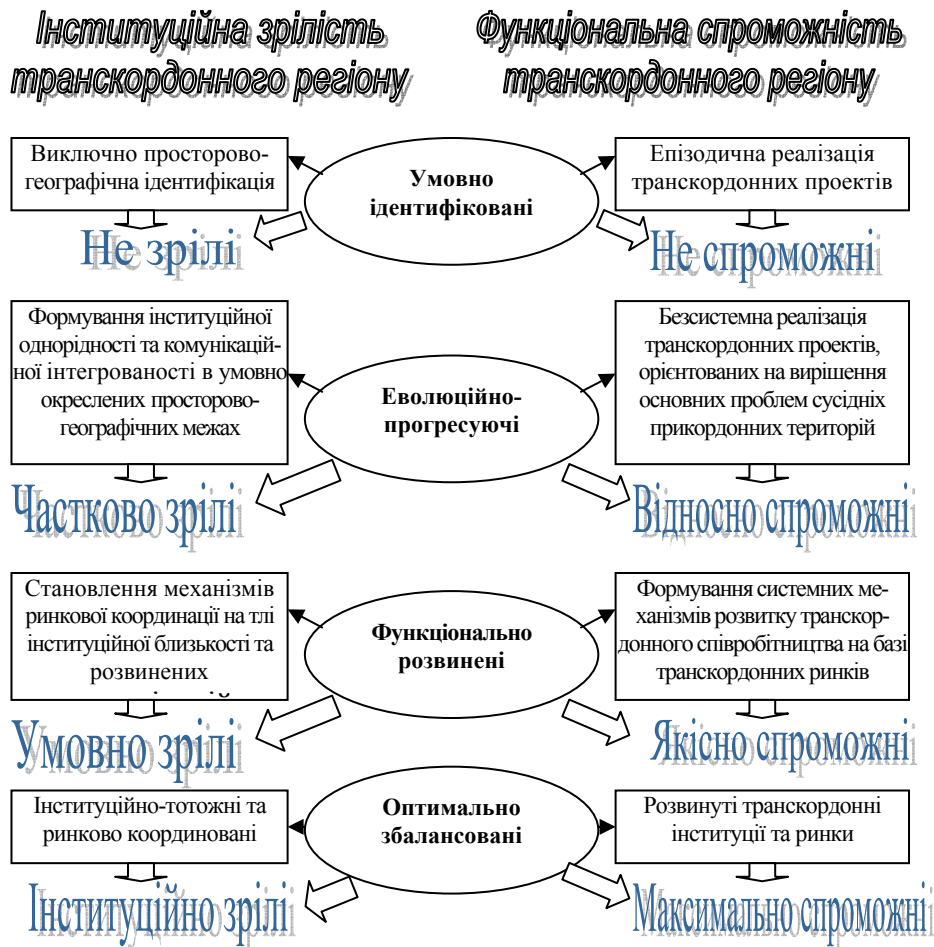 Інституційна зрілість
транскордонного регіону
Функціональна спроможність
транскордонного регіону
Виключно просторово-
географічна ідентифікація
Умовно
ідентифіковані
Епізодична реалізація
транскордонних проектів
Не зрілі
Не спроможні
Формування інституційної
однорідності та комунікацій-
ної інтегрованості в умовно
окреслених просторово-
географічних межах
Еволюційно-
прогресуючі
Безсистемна реалізація
транскордонних проектів,
орієнтованих на вирішення
основних проблем сусідніх
прикордонних територій
Частково зрілі
Відносно спроможні
Становлення механізмів
ринкової координації на тлі
інституційної близькості та
розвинених
Функціонально
розвинені
Формування системних ме-
ханізмів розвитку транскор-
донного співробітництва на базі
транскордонних ринків
Умовно зрілі
Якісно спроможні
Інституційно-тотожні та
ринково координовані
Оптимально
збалансовані
Розвинуті транскордонні
інституції та ринки
Інституційно зрілі
Максимально спроможні